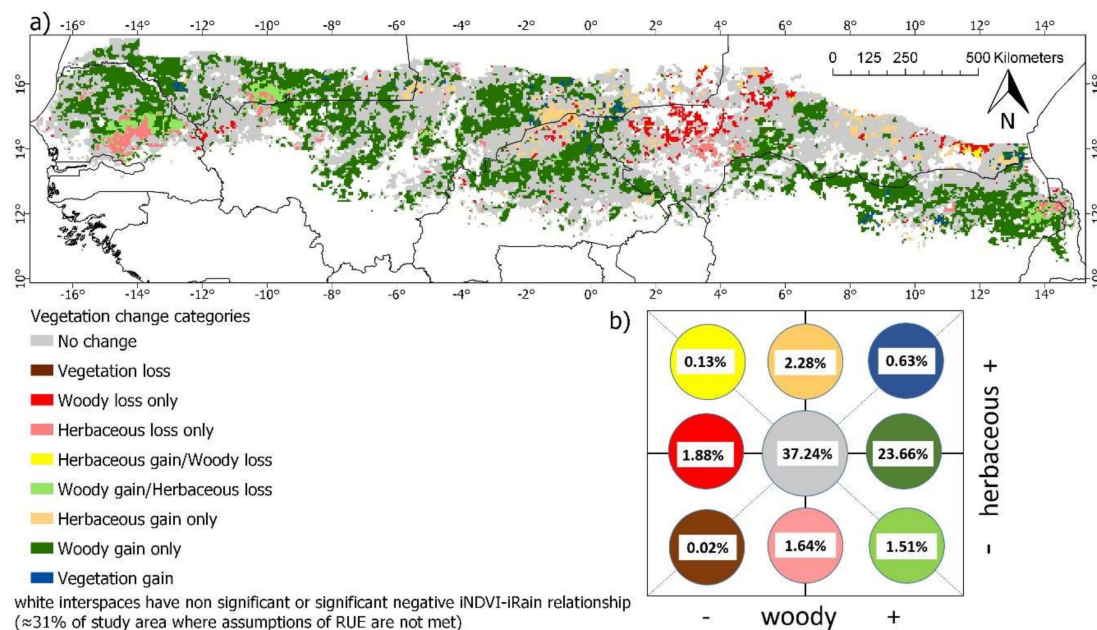 a)
-16° -14° -12° -10° -8° -6° -4° -2° 0° 2° 4° 6° 8° 10° 12° 14°
0 125 250 500 Kilometers
N
16° 16°
14° 14°
12° 12°
10° 10°
-16° -14° -12° -10° -8° -6° -4° -2° 0° 2° 4° 6° 8° 10° 12° 14°
Vegetation change categories
No change
Vegetation loss
Woody loss only
Herbaceous loss only
Herbaceous gain/Woody loss
Woody gain/Herbaceous loss
Herbaceous gain only
Woody gain only
Vegetation gain
white interspaces have non significant or significant negative iNDVI-iRain relationship
(≈31% of study area where assumptions of RUE are not met)
b)
0.13% 2.28% 0.63%
1.88% 37.24% 23.66%
0.02% 1.64% 1.51%
- woody +
- herbaceous +